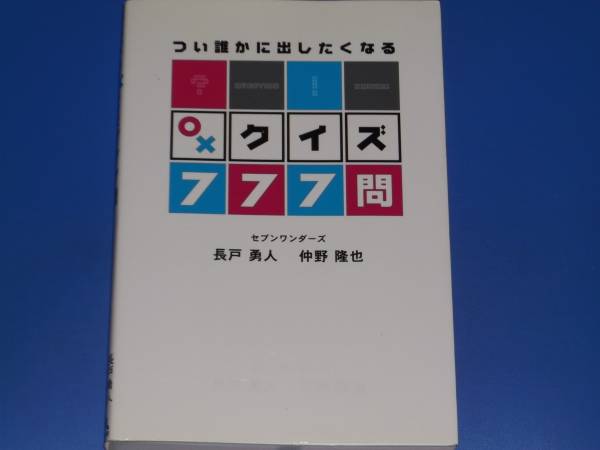 つい誰かに出したくなる
?
!
○×クイズ
777問
セブンワンダーズ
長戸 勇人 仲野 隆也